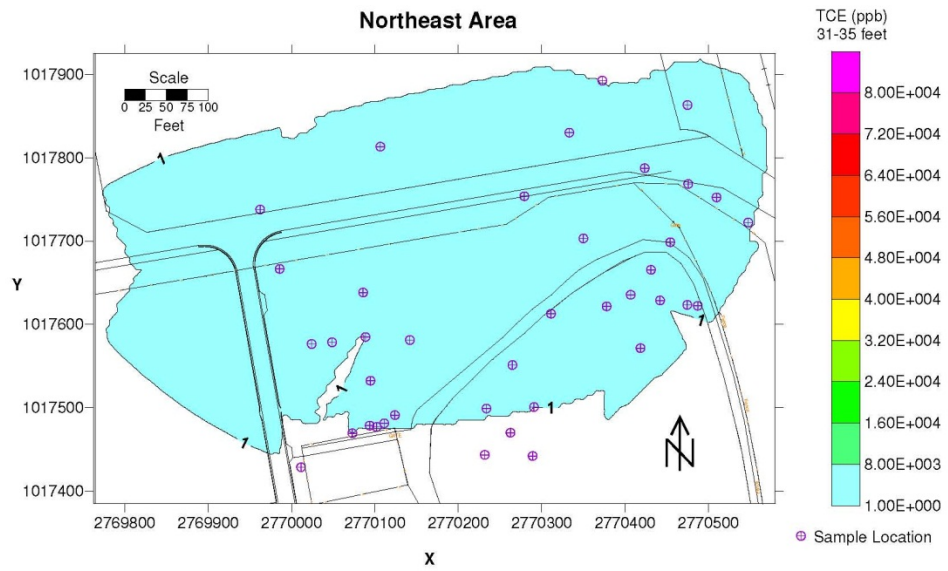 Northeast Area
TCE (ppb)
31-35 feet
Scale
0 25 50 75 100
Feet
1017900
1017800
1017700
1017600
1017500
1017400
Y
2769800 2769900 2770000 2770100 2770200 2770300 2770400 2770500
X
1
1
1
1
1
N
8.00E+004
7.20E+004
6.40E+004
5.60E+004
4.80E+004
4.00E+004
3.20E+004
2.40E+004
1.60E+004
8.00E+003
1.00E+000
Sample Location